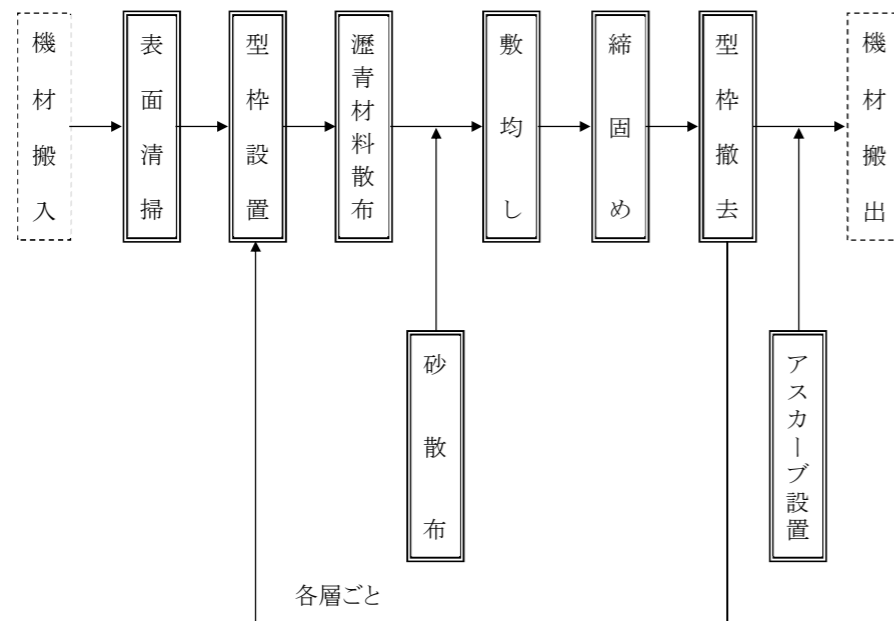 機材搬入
表面清掃
型枠設置
瀝青材料散布
敷均し
締固め
型枠撤去
機材搬出
砂散布
アスカーブ設置
各層ごと